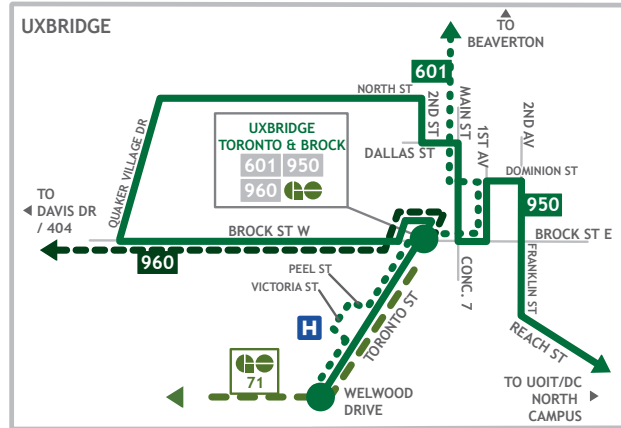 UXBRIDGE
TO
BEAVERTON
601
NORTH ST
2ND ST
MAIN ST
1ST AV
2ND AV
UXBRIDGE
TORONTO & BROCK
601 950
960 GO
DALLAS ST
DOMINION ST
QUAKER VILLAGE DR
950
TO
DAVIS DR
/ 404
BROCK ST W
BROCK ST E
960
CONC. 7
FRANKLIN ST
PEEL ST
VICTORIA ST
TORONTO ST
H
REACH ST
GO
71
WELWOOD
DRIVE
TO UOIT/DC
NORTH
CAMPUS